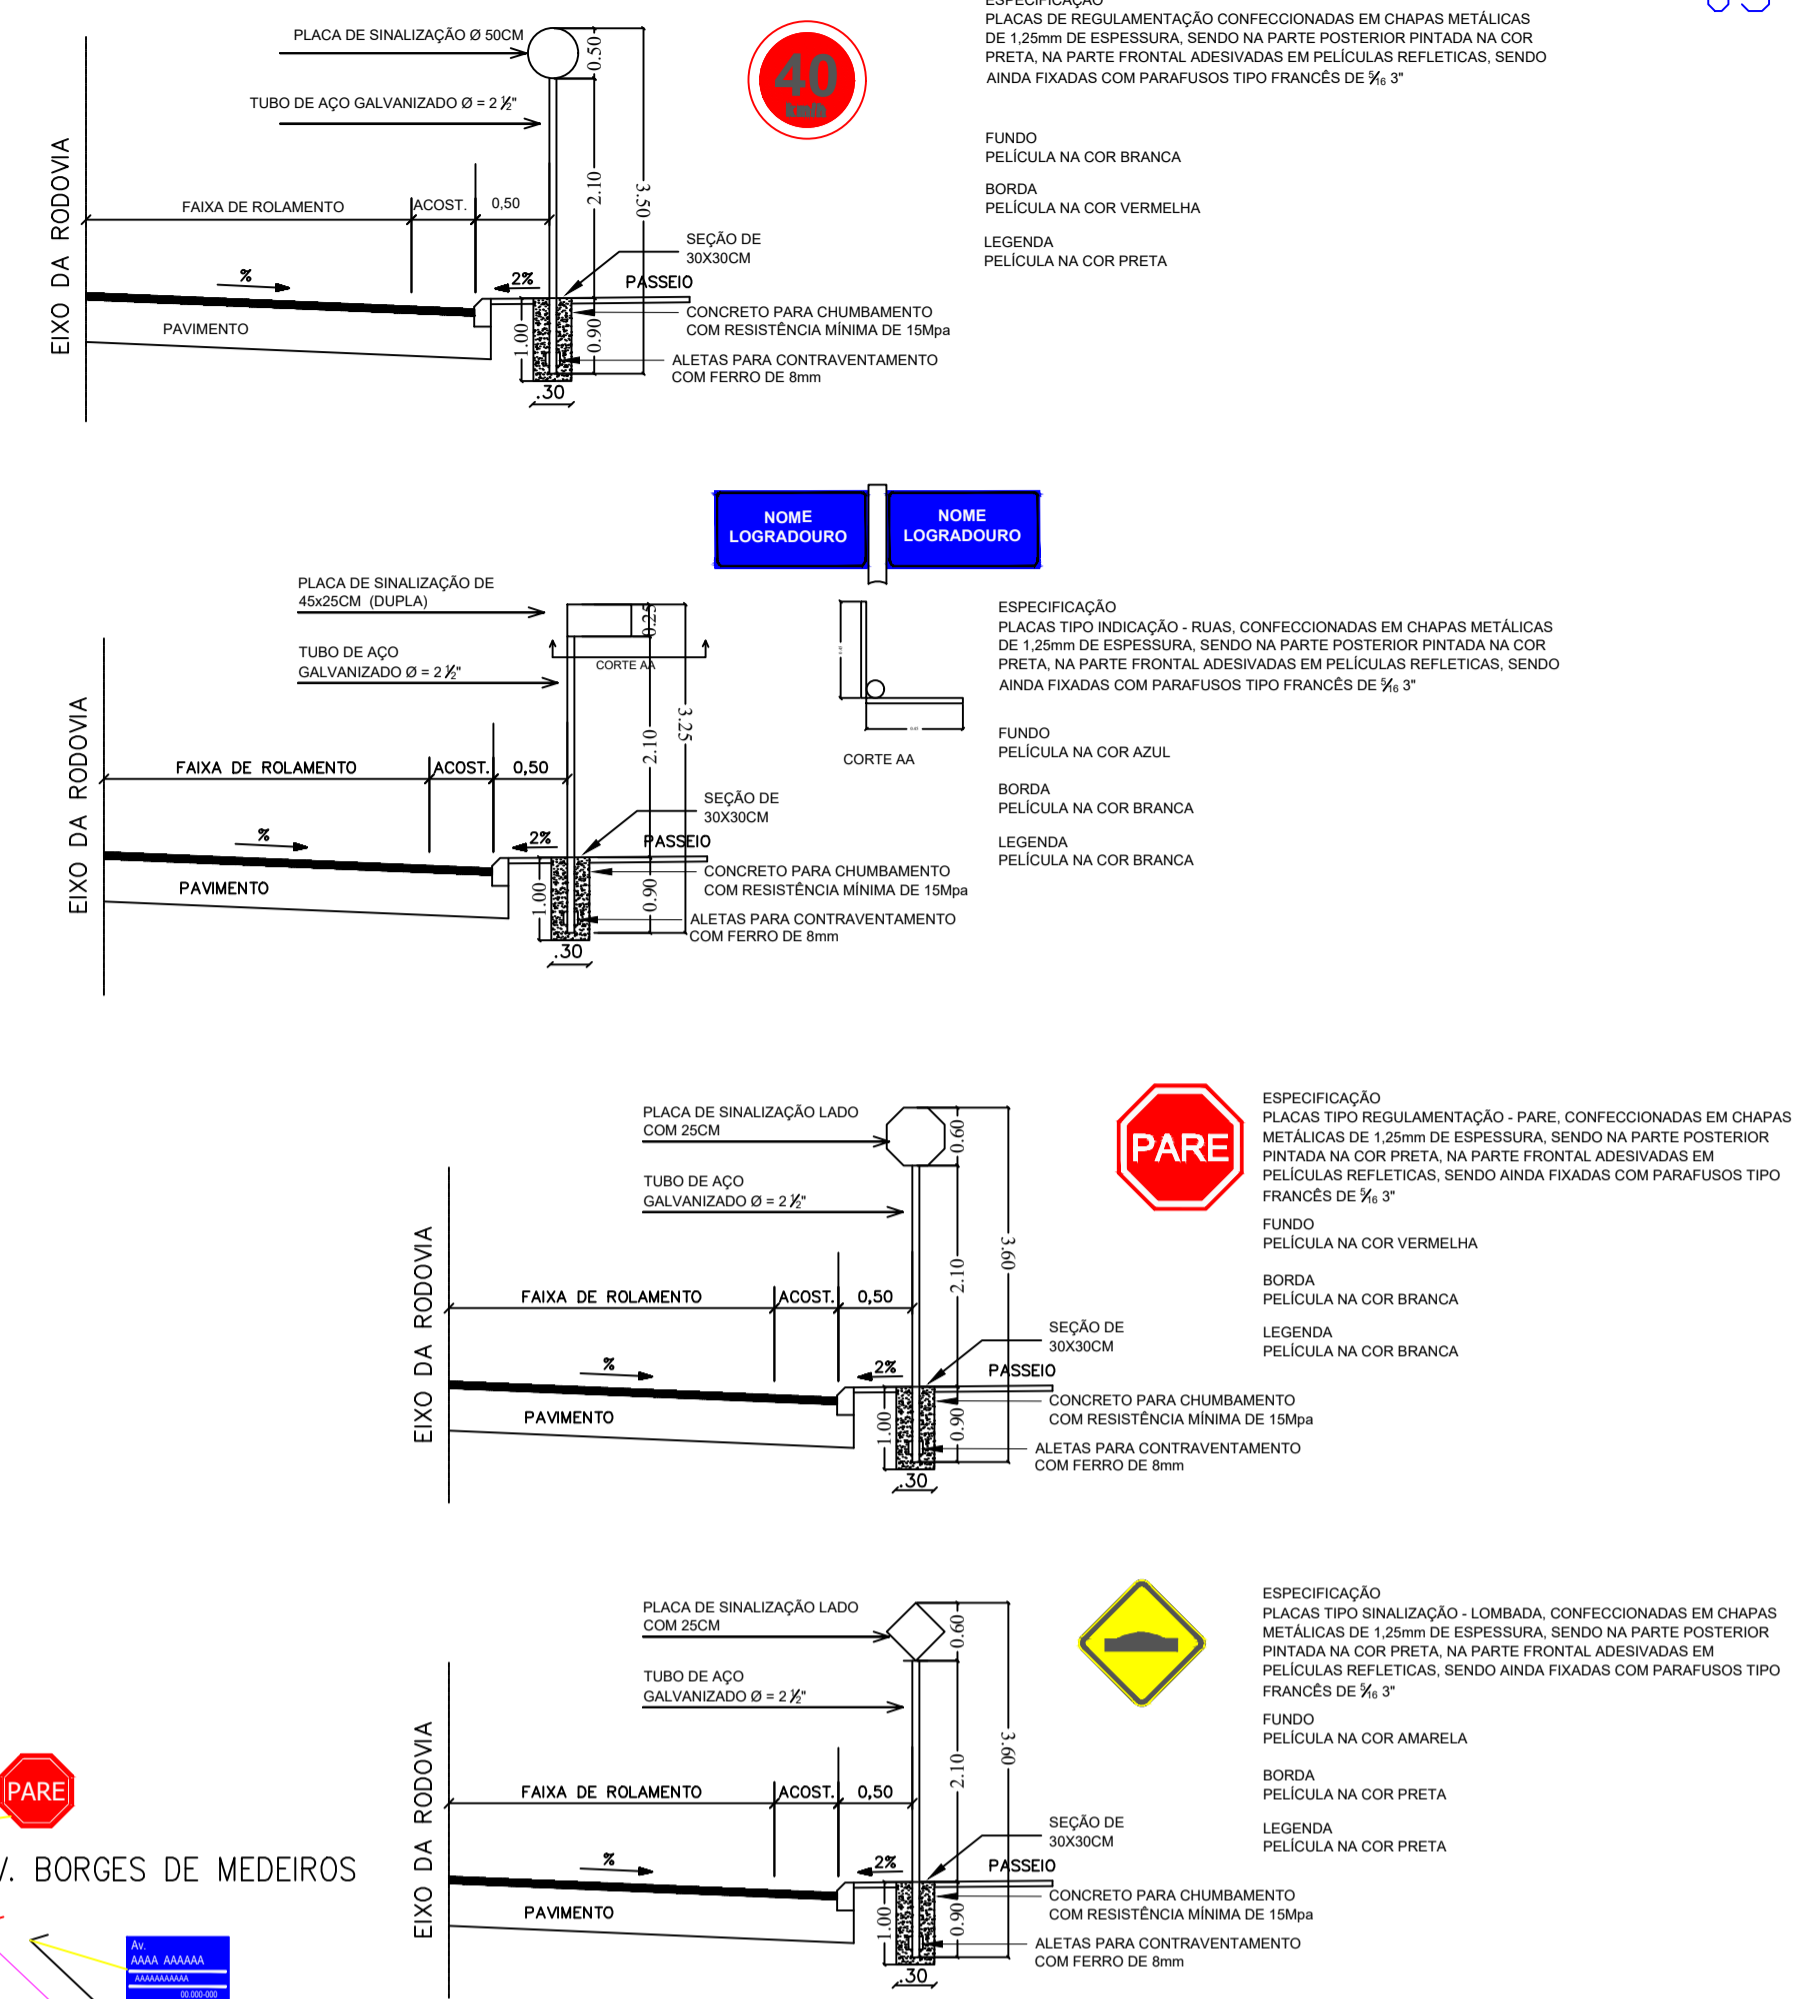 ESPECIFICAÇÃO
PLACAS DE REGULAMENTAÇÃO CONFECCIONADAS EM CHAPAS METÁLICAS
DE 1,25mm DE ESPESSURA, SENDO NA PARTE POSTERIOR PINTADA NA COR
PRETA, NA PARTE FRONTAL ADESIVADAS EM PELÍCULAS REFLETICAS, SENDO
AINDA FIXADAS COM PARAFUSOS TIPO FRANCÊS DE 5/16 3"
FUNDO
PELÍCULA NA COR BRANCA
BORDA
PELÍCULA NA COR VERMELHA
LEGENDA
PELÍCULA NA COR PRETA
40
km/h
PLACA DE SINALIZAÇÃO Ø 50CM
TUBO DE AÇO GALVANIZADO Ø = 2 1/2"
0.50
2.10
3.50
EIXO DA RODOVIA
FAIXA DE ROLAMENTO
ACOST.
0,50
SEÇÃO DE
30X30CM
%
2%
PASSEIO
PAVIMENTO
CONCRETO PARA CHUMBAMENTO
COM RESISTÊNCIA MÍNIMA DE 15Mpa
1.00
0.90
ALETAS PARA CONTRAVENTAMENTO
COM FERRO DE 8mm
.30
NOME
LOGRADOURO
NOME
LOGRADOURO
PLACA DE SINALIZAÇÃO DE
45x25CM (DUPLA)
0.25
CORTE AA
TUBO DE AÇO
GALVANIZADO Ø = 2 1/2"
3.25
2.10
CORTE AA
ESPECIFICAÇÃO
PLACAS TIPO INDICAÇÃO - RUAS, CONFECCIONADAS EM CHAPAS METÁLICAS
DE 1,25mm DE ESPESSURA, SENDO NA PARTE POSTERIOR PINTADA NA COR
PRETA, NA PARTE FRONTAL ADESIVADAS EM PELÍCULAS REFLETICAS, SENDO
AINDA FIXADAS COM PARAFUSOS TIPO FRANCÊS DE 5/16 3"
FUNDO
PELÍCULA NA COR AZUL
BORDA
PELÍCULA NA COR BRANCA
LEGENDA
PELÍCULA NA COR BRANCA
EIXO DA RODOVIA
FAIXA DE ROLAMENTO
ACOST.
0,50
SEÇÃO DE
30X30CM
%
2%
PASSEIO
PAVIMENTO
CONCRETO PARA CHUMBAMENTO
COM RESISTÊNCIA MÍNIMA DE 15Mpa
1.00
0.90
ALETAS PARA CONTRAVENTAMENTO
COM FERRO DE 8mm
.30
PLACA DE SINALIZAÇÃO LADO
COM 25CM
0.60
TUBO DE AÇO
GALVANIZADO Ø = 2 1/2"
3.60
2.10
PARE
ESPECIFICAÇÃO
PLACAS TIPO REGULAMENTAÇÃO - PARE, CONFECCIONADAS EM CHAPAS
METÁLICAS DE 1,25mm DE ESPESSURA, SENDO NA PARTE POSTERIOR
PINTADA NA COR PRETA, NA PARTE FRONTAL ADESIVADAS EM
PELÍCULAS REFLETICAS, SENDO AINDA FIXADAS COM PARAFUSOS TIPO
FRANCÊS DE 5/16 3"
FUNDO
PELÍCULA NA COR VERMELHA
BORDA
PELÍCULA NA COR BRANCA
LEGENDA
PELÍCULA NA COR BRANCA
EIXO DA RODOVIA
FAIXA DE ROLAMENTO
ACOST.
0,50
SEÇÃO DE
30X30CM
%
2%
PASSEIO
PAVIMENTO
CONCRETO PARA CHUMBAMENTO
COM RESISTÊNCIA MÍNIMA DE 15Mpa
1.00
0.90
ALETAS PARA CONTRAVENTAMENTO
COM FERRO DE 8mm
.30
PLACA DE SINALIZAÇÃO LADO
COM 25CM
0.60
TUBO DE AÇO
GALVANIZADO Ø = 2 1/2"
3.60
2.10
ESPECIFICAÇÃO
PLACAS TIPO SINALIZAÇÃO - LOMBADA, CONFECCIONADAS EM CHAPAS
METÁLICAS DE 1,25mm DE ESPESSURA, SENDO NA PARTE POSTERIOR
PINTADA NA COR PRETA, NA PARTE FRONTAL ADESIVADAS EM
PELÍCULAS REFLETICAS, SENDO AINDA FIXADAS COM PARAFUSOS TIPO
FRANCÊS DE 5/16 3"
FUNDO
PELÍCULA NA COR AMARELA
BORDA
PELÍCULA NA COR PRETA
LEGENDA
PELÍCULA NA COR PRETA
EIXO DA RODOVIA
FAIXA DE ROLAMENTO
ACOST.
0,50
SEÇÃO DE
30X30CM
%
2%
PASSEIO
PAVIMENTO
CONCRETO PARA CHUMBAMENTO
COM RESISTÊNCIA MÍNIMA DE 15Mpa
1.00
0.90
ALETAS PARA CONTRAVENTAMENTO
COM FERRO DE 8mm
.30
PARE
V. BORGES DE MEDEIROS
Av.
AAAA AAAAAA
AAAAAAAAAAA
00.000-000